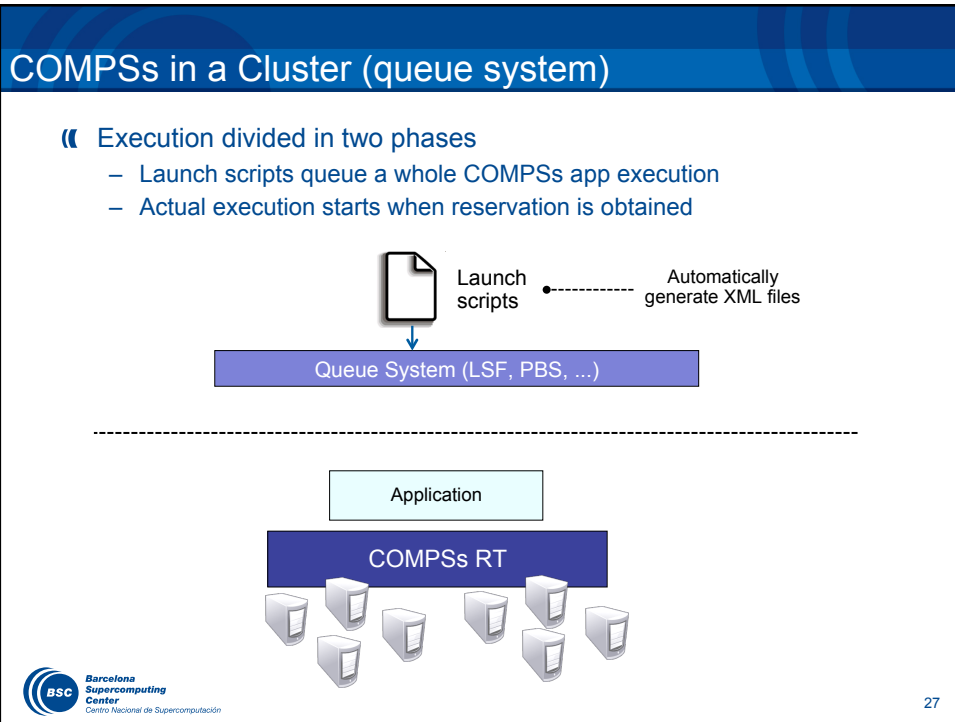 COMPSs in a Cluster (queue system)
Execution divided in two phases
– Launch scripts queue a whole COMPSs app execution
– Actual execution starts when reservation is obtained
Launch
scripts
Automatically
generate XML files
Queue System (LSF, PBS, ...)
Application
COMPSs RT
BSC
Barcelona
Supercomputing
Center
Centro Nacional de Supercomputación
27